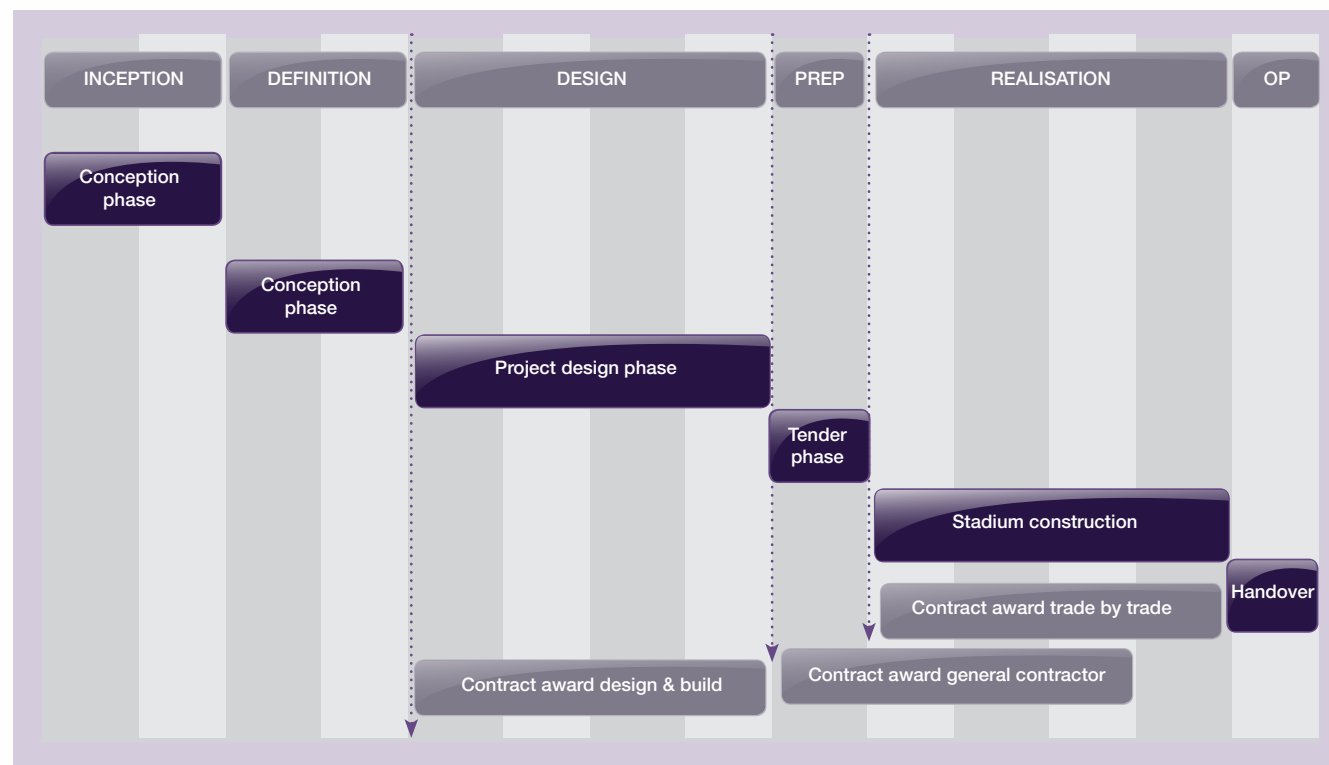 INCEPTION
DEFINITION
DESIGN
PREP
REALISATION
OP
Conception
phase
Conception
phase
Project design phase
Tender
phase
Stadium construction
Handover
Contract award trade by trade
Contract award general contractor
Contract award design & build